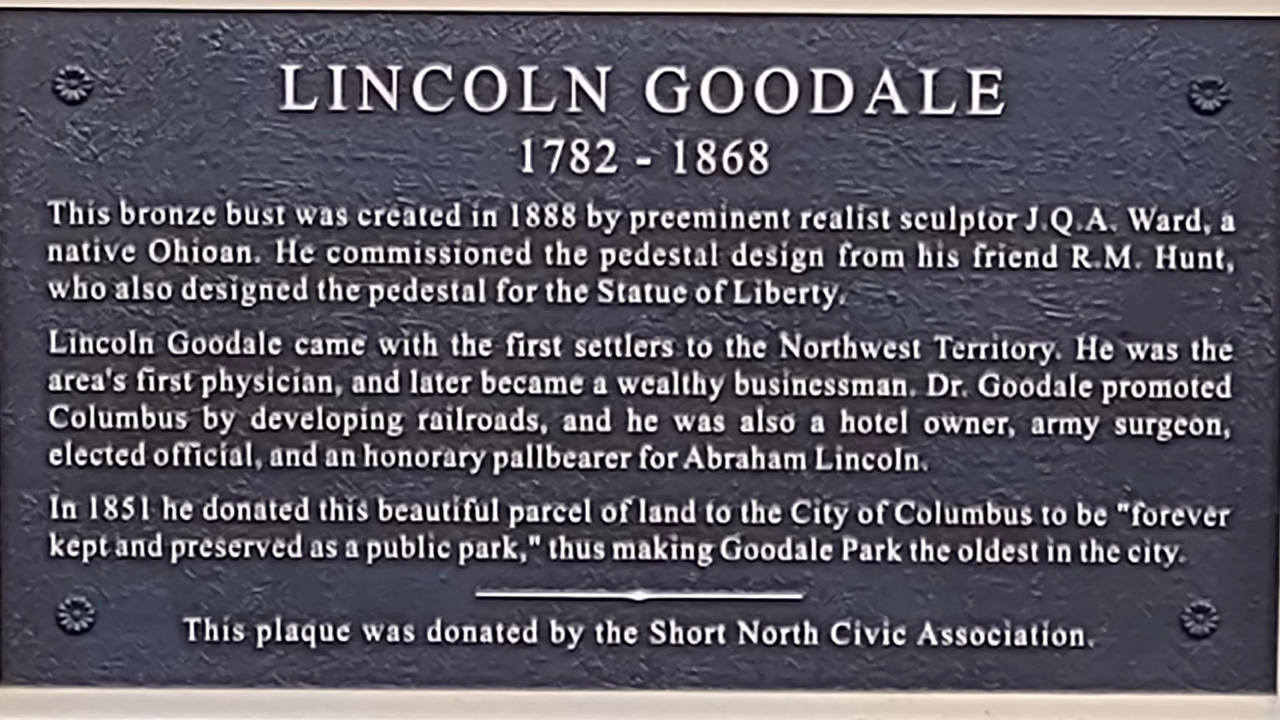 LINCOLN GOODALE
1782 - 1868
This bronze bust was created in 1888 by preeminent realist sculptor J.Q.A. Ward, a
native Ohioan. He commissioned the pedestal design from his friend R.M. Hunt,
who also designed the pedestal for the Statue of Liberty.
Lincoln Goodale came with the first settlers to the Northwest Territory. He was the
area's first physician, and later became a wealthy businessman. Dr. Goodale promoted
Columbus by developing railroads, and he was also a hotel owner, army surgeon,
elected official, and an honorary pallbearer for Abraham Lincoln.
In 1851 he donated this beautiful parcel of land to the City of Columbus to be "forever
kept and preserved as a public park," thus making Goodale Park the oldest in the city.
This plaque was donated by the Short North Civic Association.